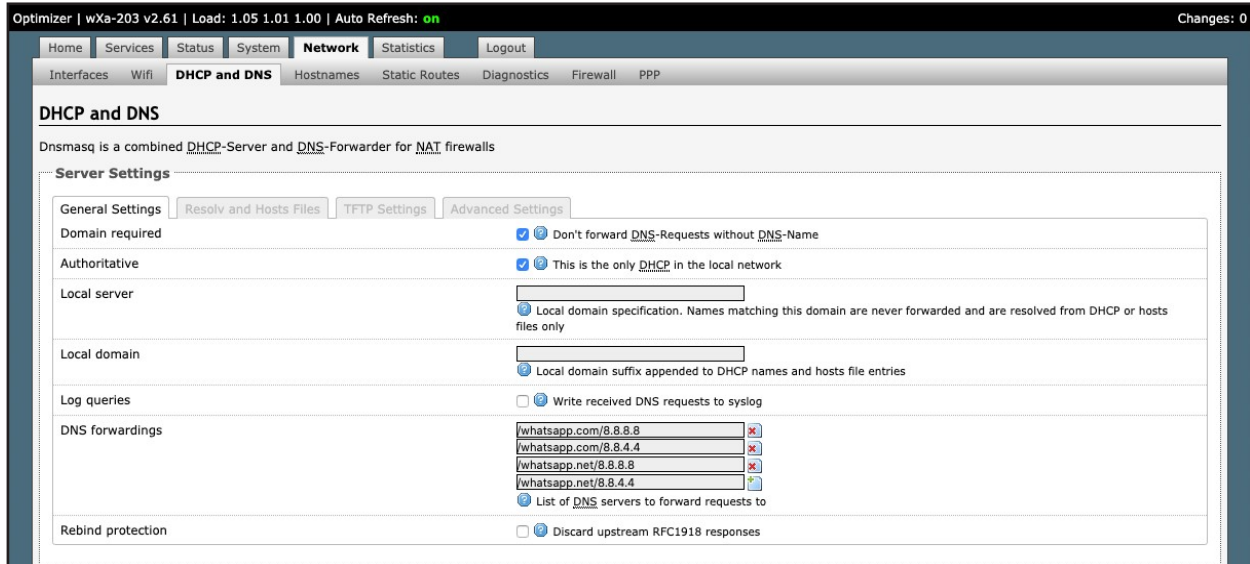 Optimizer | wXa-203 v2.61 | Load: 1.05 1.01 1.00 | Auto Refresh: on Changes: 0
Home Services Status System Network Statistics Logout
Interfaces Wifi DHCP and DNS Hostnames Static Routes Diagnostics Firewall PPP
DHCP and DNS
Dnsmasq is a combined DHCP-Server and DNS-Forwarder for NAT firewalls
Server Settings
General Settings Resolv and Hosts Files TFTP Settings Advanced Settings
Domain required Don't forward DNS-Requests without DNS-Name
Authoritative This is the only DHCP in the local network
Local server
Local domain specification. Names matching this domain are never forwarded and are resolved from DHCP or hosts
files only
Local domain
Local domain suffix appended to DHCP names and hosts file entries
Log queries Write received DNS requests to syslog
DNS forwardings /whatsapp.com/8.8.8.8
/whatsapp.com/8.8.4.4
/whatsapp.net/8.8.8.8
/whatsapp.net/8.8.4.4
List of DNS servers to forward requests to
Rebind protection Discard upstream RFC1918 responses